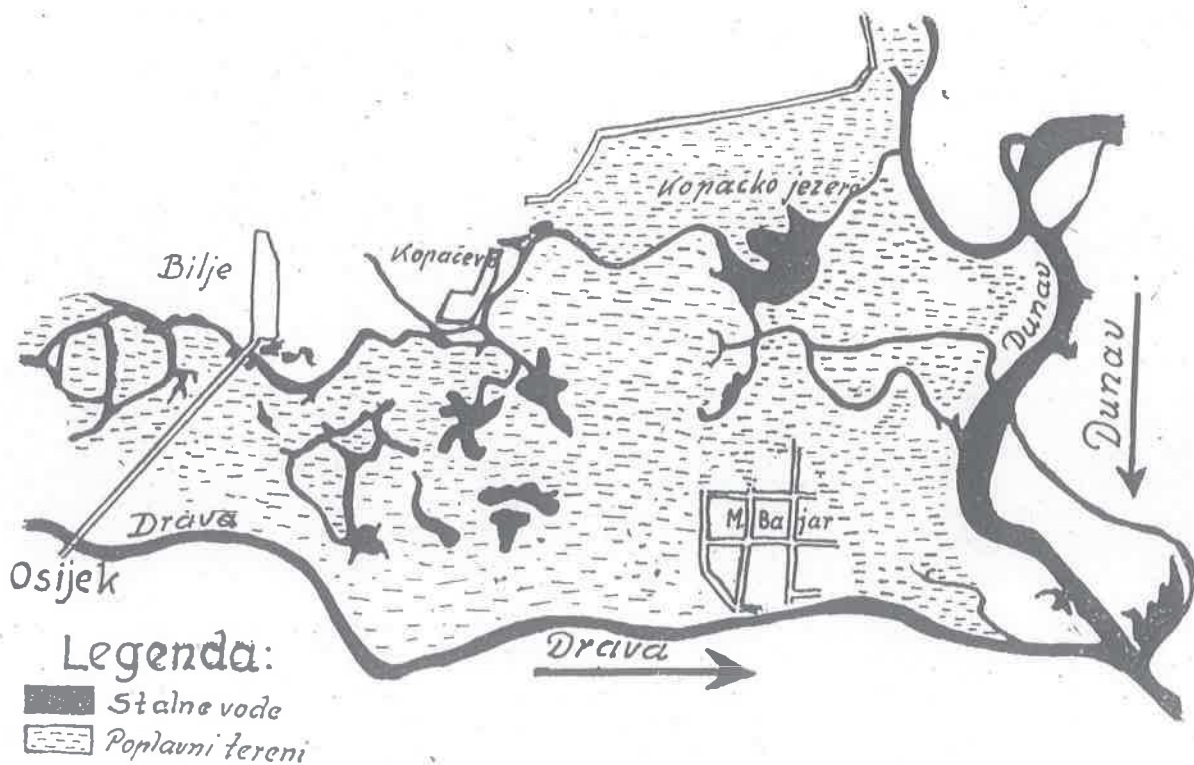 Kopačko jezero
Bilje
Kopačevo
Dunav
Dunav
Drava
M. Bajar
Osijek
Drava
Legenda:
Stalne vode
Poplavni tereni